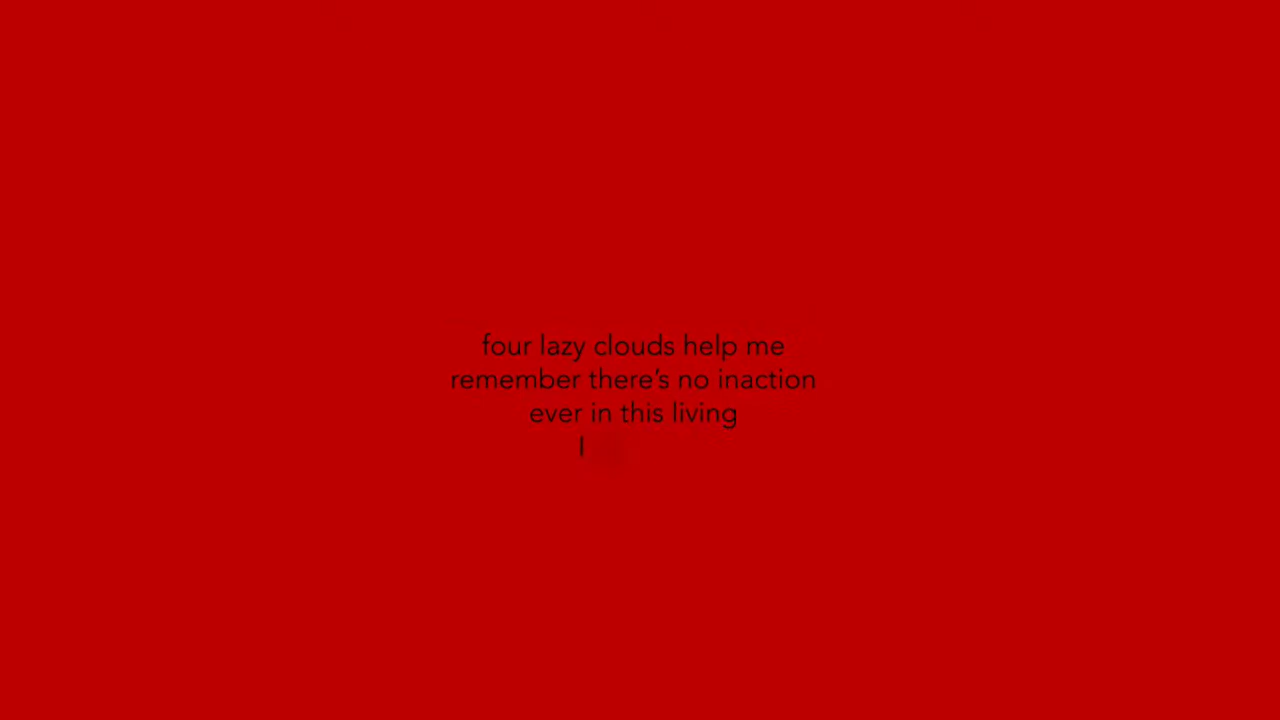 four lazy clouds help me
remember there's no inaction
ever in this living
I